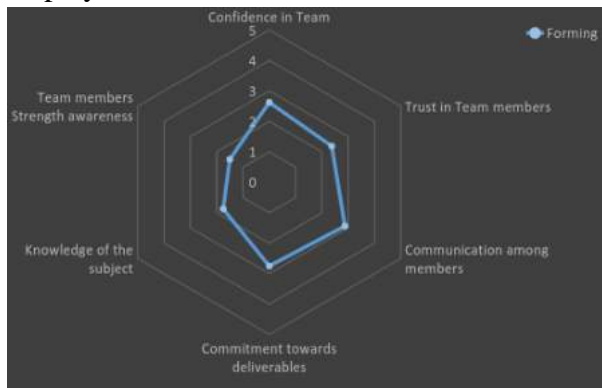 Confidence in Team
5
Forming
4
3
Team members
Strength awareness
Trust in Team members
2
1
0
Knowledge of the
subject
Communication among
members
Commitment towards
deliverables